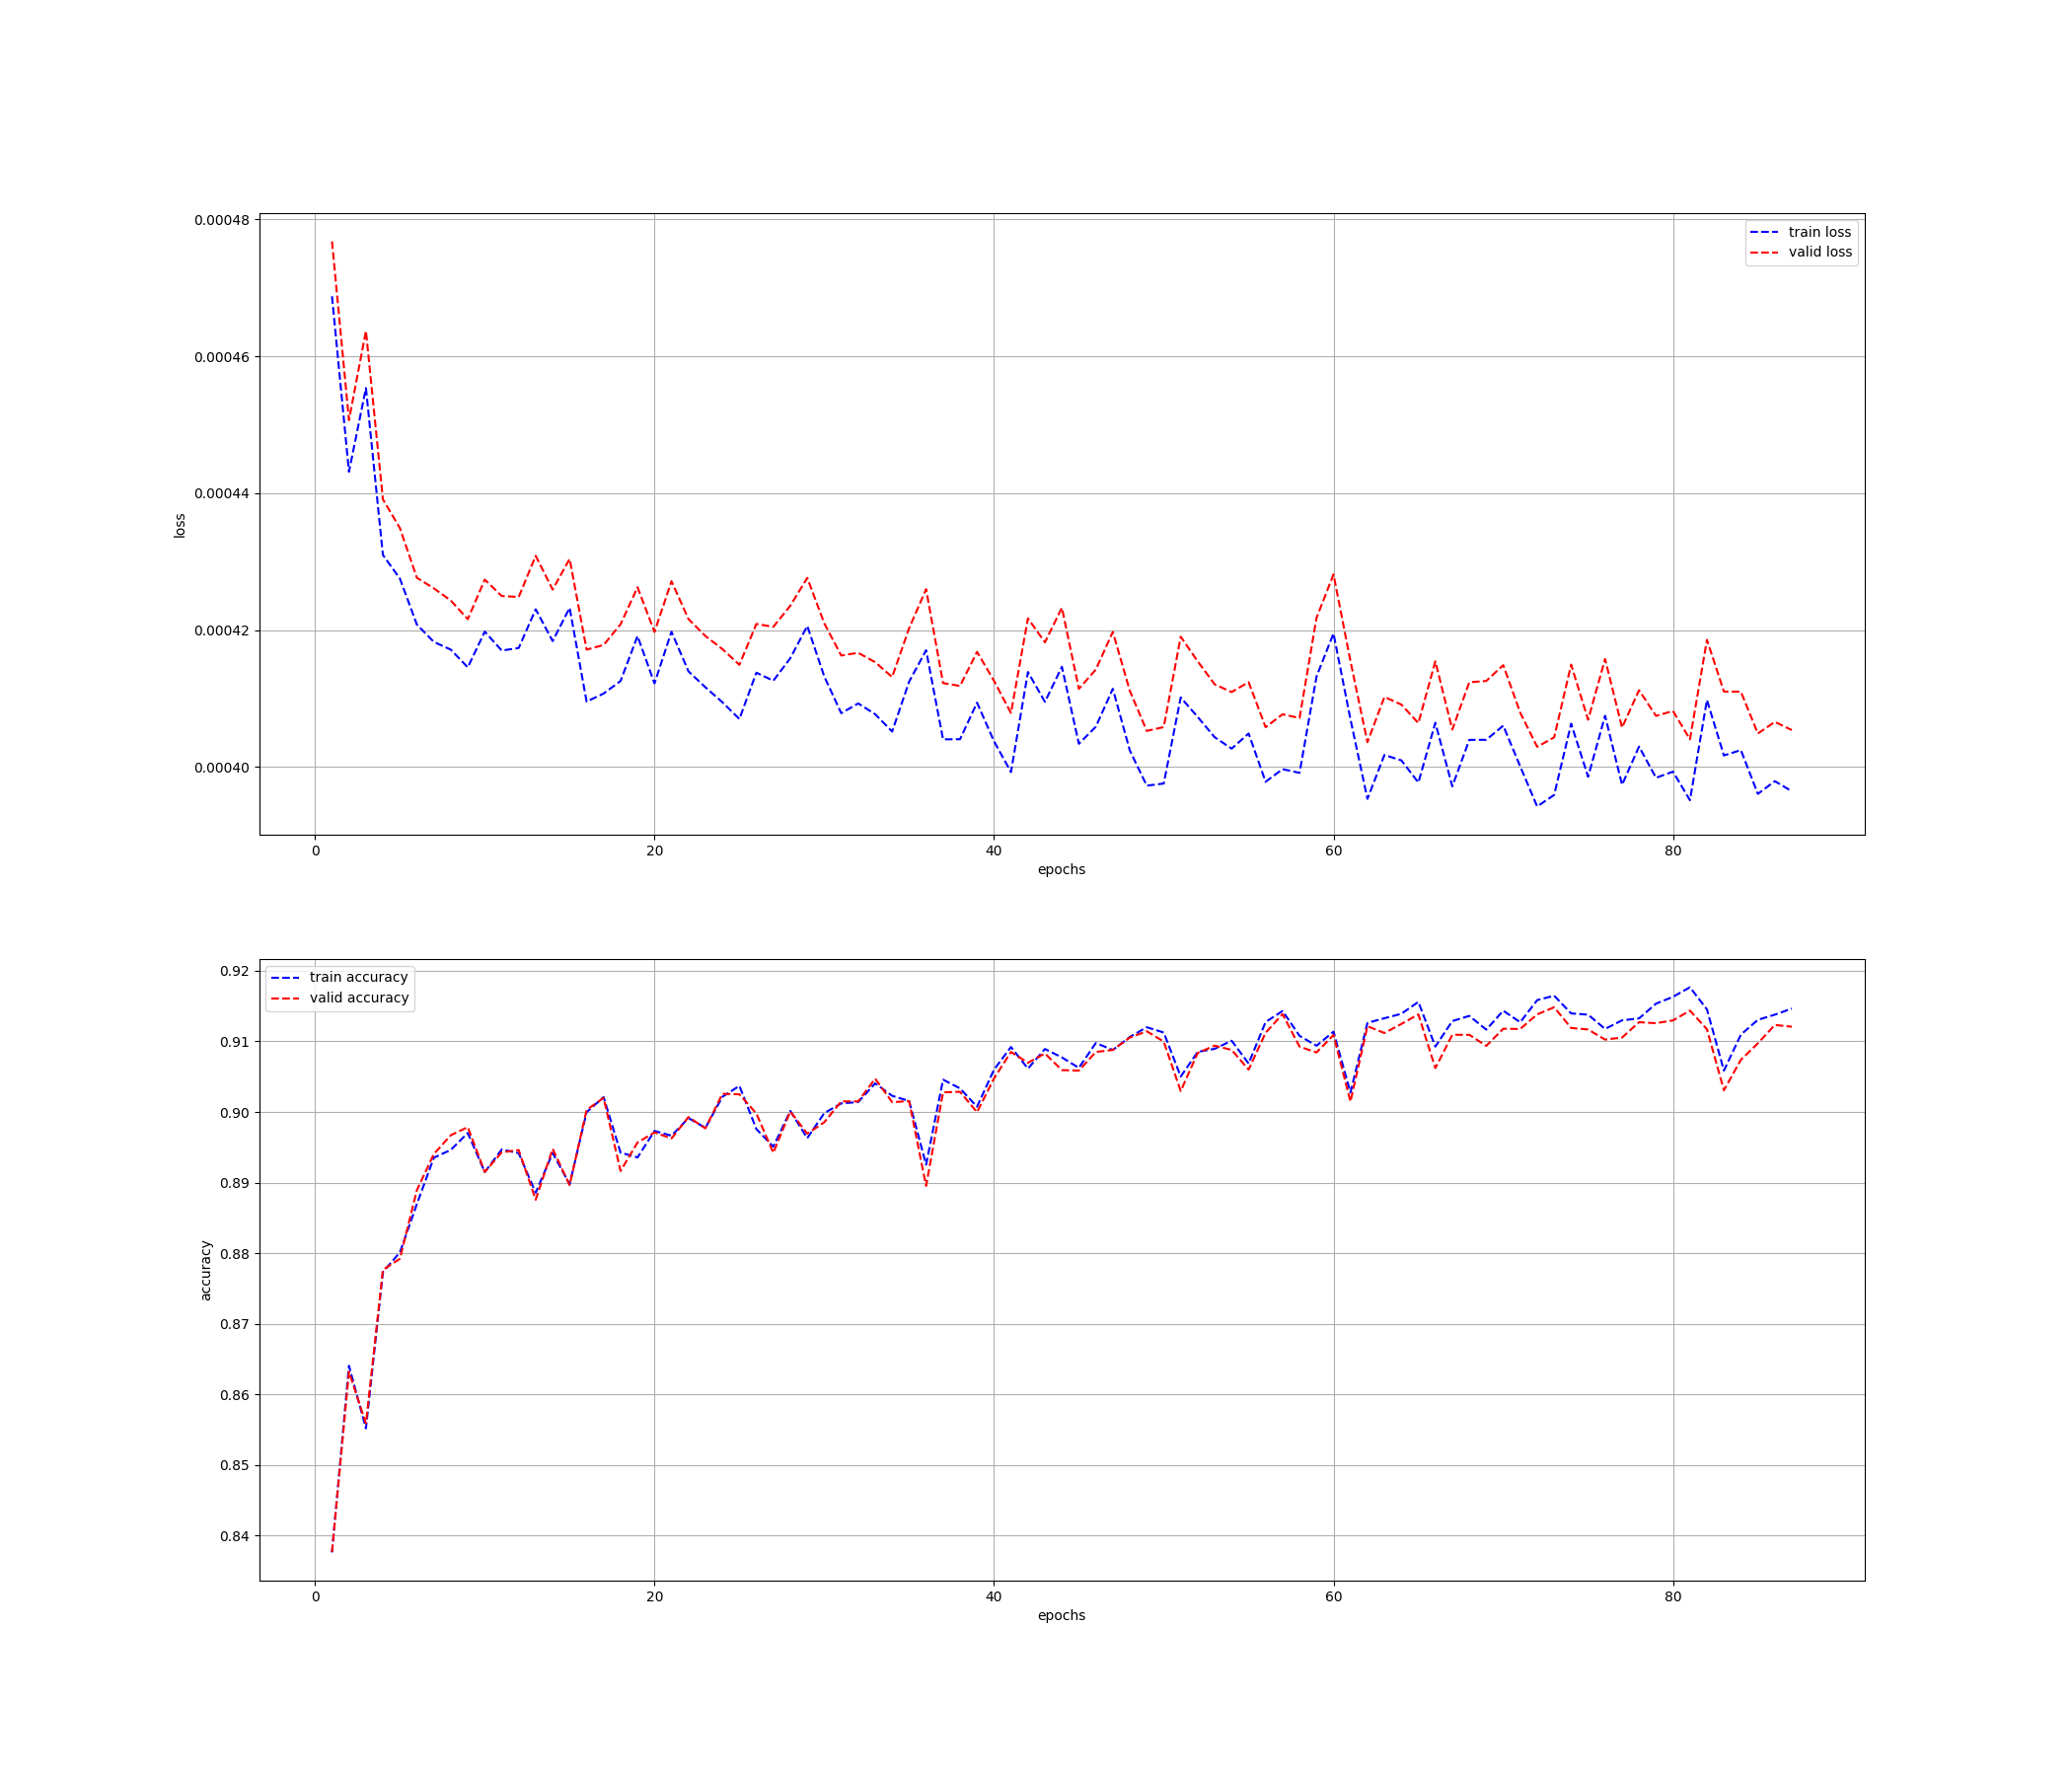 0.00048
0.00046
0.00044
0.00042
0.00040
loss
train loss
valid loss
0 20 40 60 80
epochs
0.92
0.91
0.90
0.89
0.88
0.87
0.86
0.85
0.84
accuracy
train accuracy
valid accuracy
0 20 40 60 80
epochs